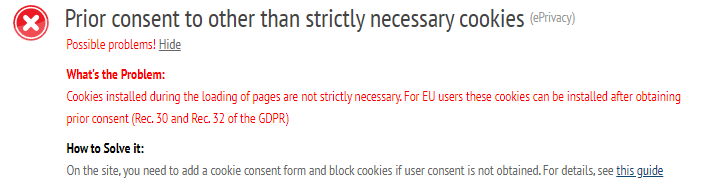 Prior consent to other than strictly necessary cookies (ePrivacy)
Possible problems! Hide
What's the Problem:
Cookies installed during the loading of pages are not strictly necessary. For EU users these cookies can be installed after obtaining
prior consent (Rec. 30 and Rec. 32 of the GDPR)
How to Solve it:
On the site, you need to add a cookie consent form and block cookies if user consent is not obtained. For details, see this guide